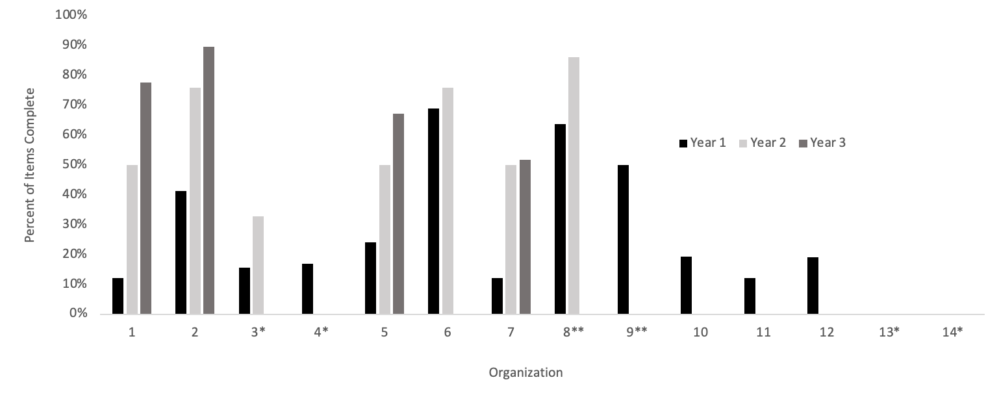 100%
90%
80%
70%
60%
50%
40%
30%
20%
10%
0%
Percent of Items Complete
Year 1 Year 2 Year 3
1 2 3* 4* 5 6 7 8** 9** 10 11 12 13* 14*
Organization